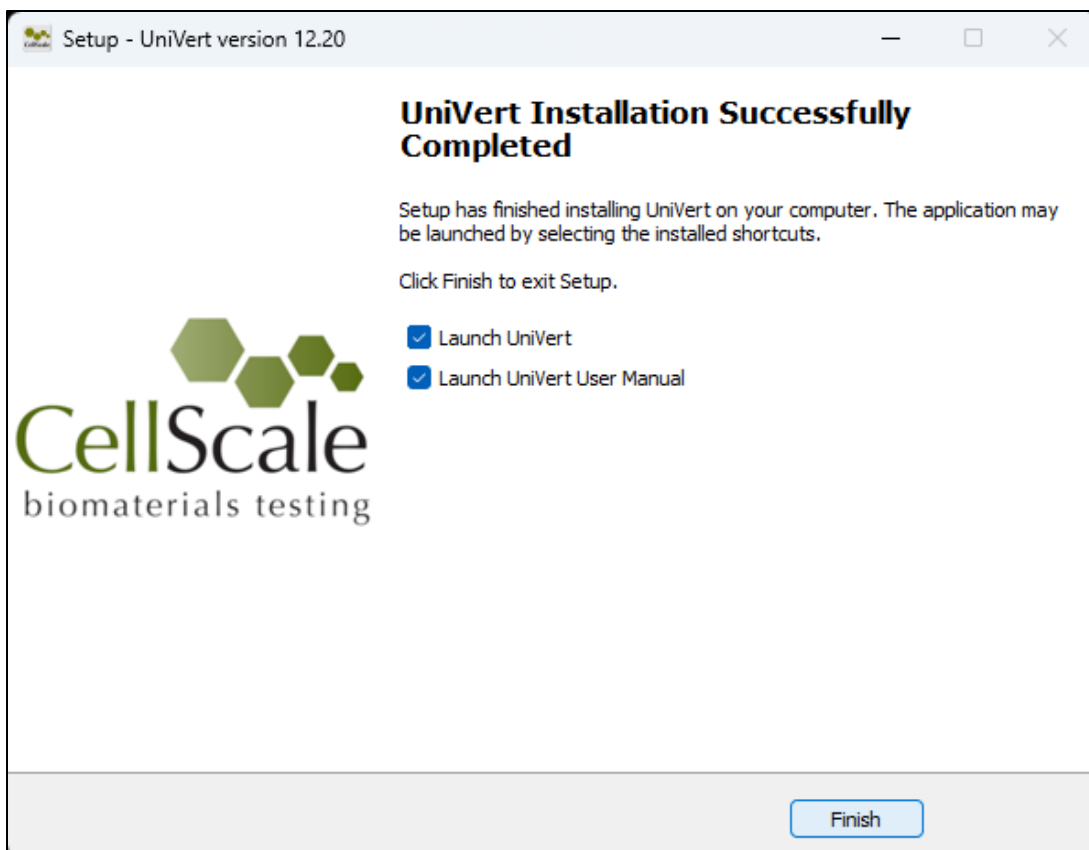 Setup - UniVert version 12.20
UniVert Installation Successfully
Completed
Setup has finished installing UniVert on your computer. The application may
be launched by selecting the installed shortcuts.
Click Finish to exit Setup.
Launch UniVert
Launch UniVert User Manual
CellScale
biomaterials testing
Finish